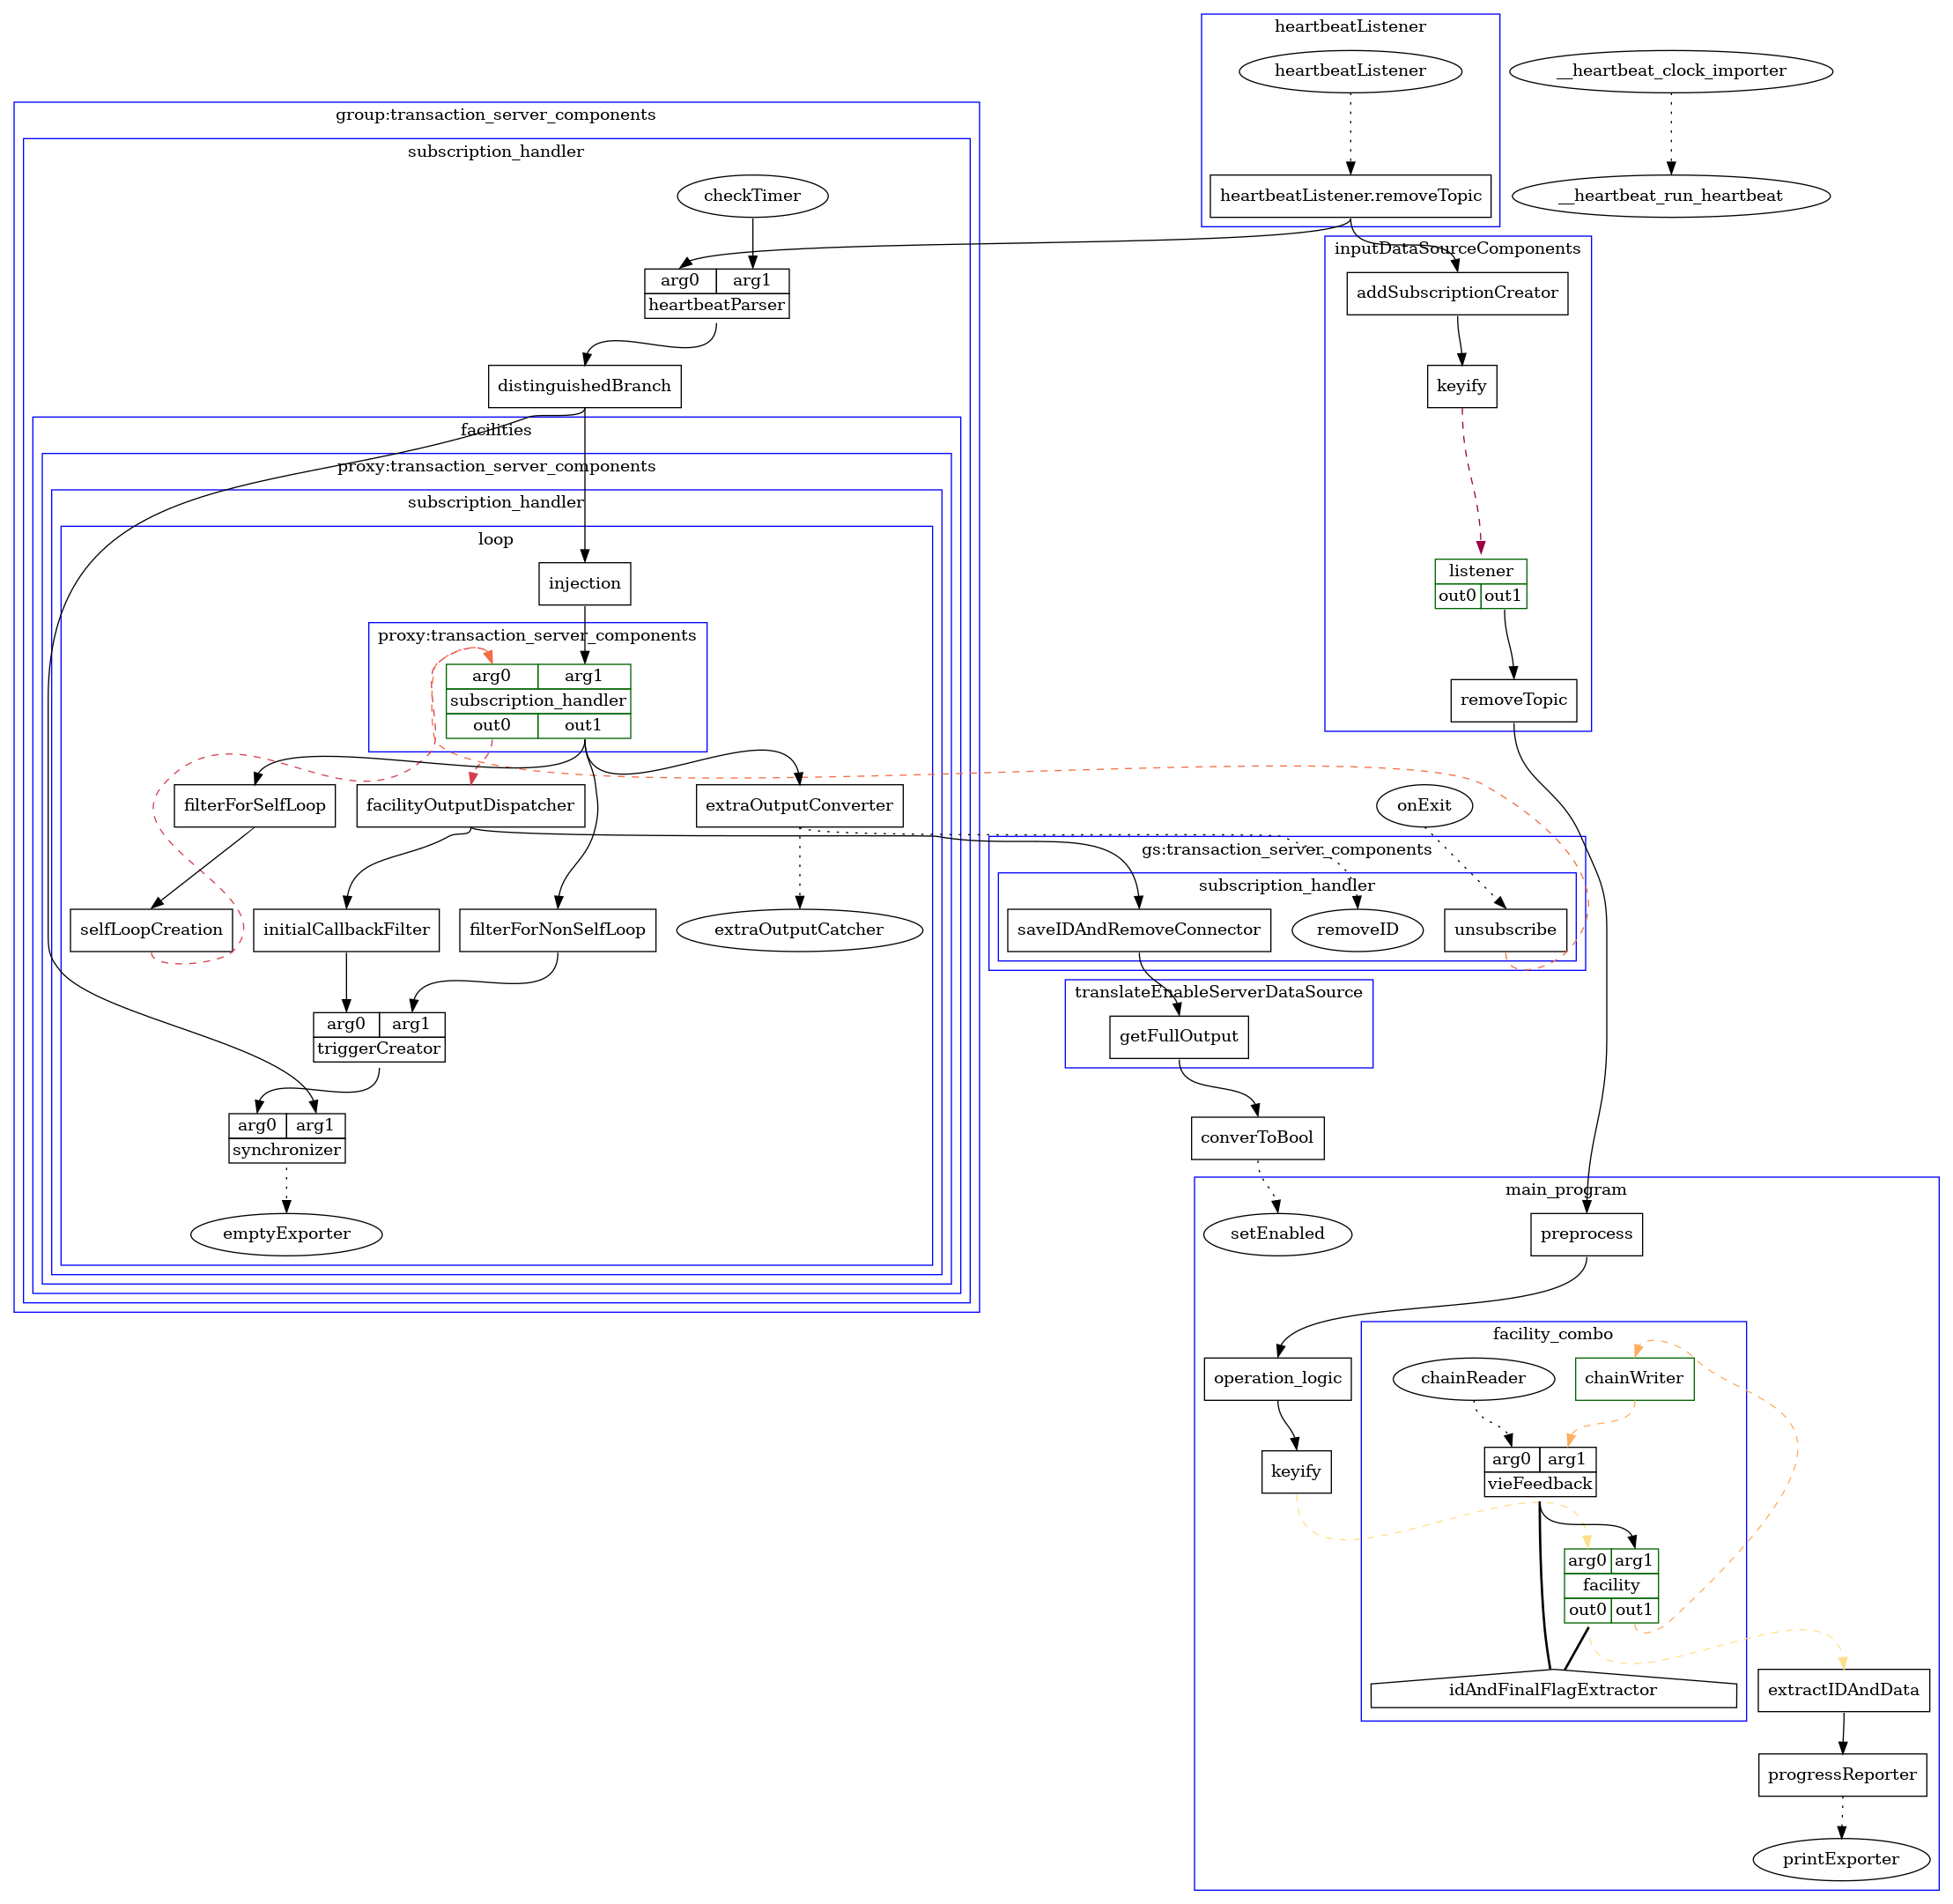 heartbeatListener
heartbeatListener
__heartbeat_clock_importer
group:transaction_server_components
subscription_handler
checkTimer
heartbeatListener.removeTopic
__heartbeat_run_heartbeat
inputDataSourceComponents
arg0 arg1
heartbeatParser
addSubscriptionCreator
distinguishedBranch
keyify
facilities
proxy:transaction_server_components
subscription_handler
loop
injection
listener
out0 out1
proxy:transaction_server_components
arg0 arg1
subscription_handler
out0 out1
removeTopic
filterForSelfLoop
facilityOutputDispatcher
extraOutputConverter
onExit
gs:transaction_server_components
subscription_handler
selfLoopCreation
initialCallbackFilter
filterForNonSelfLoop
extraOutputCatcher
saveIDAndRemoveConnector
removeID
unsubscribe
translateEnableServerDataSource
arg0 arg1
triggerCreator
getFullOutput
arg0 arg1
synchronizer
converToBool
main_program
emptyExporter
setEnabled
preprocess
facility_combo
operation_logic
chainReader
chainWriter
keyify
arg0 arg1
vieFeedback
arg0 arg1
facility
out0 out1
idAndFinalFlagExtractor
extractIDAndData
progressReporter
printExporter